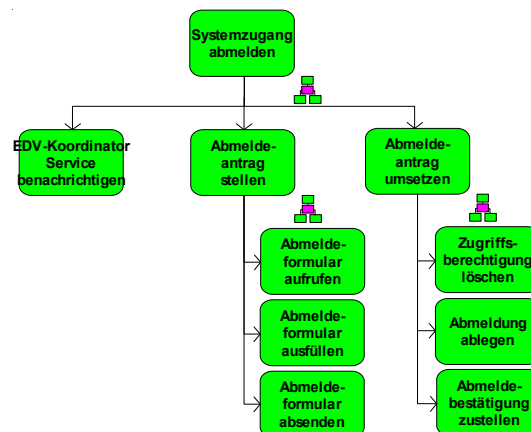 Systemzugang
abmelden
EDV-Koordinator
Service
benachrichtigen
Abmelde-
antrag
stellen
Abmelde-
antrag
umsetzen
Abmelde-
formular
aufrufen
Abmelde-
formular
ausfüllen
Abmelde-
formular
absenden
Zugriffs-
berechtigung
löschen
Abmeldung
ablegen
Abmelde-
bestätigung
zustellen